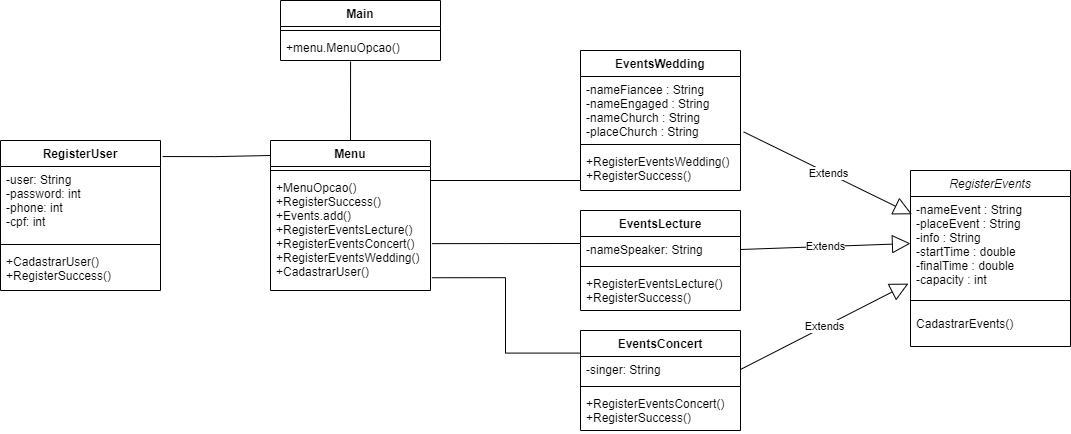 Main
+menu.MenuOpcao()
RegisterUser
-user: String
-password: int
-phone: int
-cpf: int
+CadastrarUser()
+RegisterSuccess()
Menu
+MenuOpcao()
+RegisterSuccess()
+Events.add()
+RegisterEventsLecture()
+RegisterEventsConcert()
+RegisterEventsWedding()
+CadastrarUser()
EventsWedding
-nameFiancee : String
-nameEngaged : String
-nameChurch : String
-placeChurch : String
+RegisterEventsWedding()
+RegisterSuccess()
EventsLecture
-nameSpeaker: String
+RegisterEventsLecture()
+RegisterSuccess()
EventsConcert
-singer: String
+RegisterEventsConcert()
+RegisterSuccess()
Extends
Extends
Extends
RegisterEvents
-nameEvent : String
-placeEvent : String
-info : String
-startTime : double
-finalTime : double
-capacity : int
CadastrarEvents()